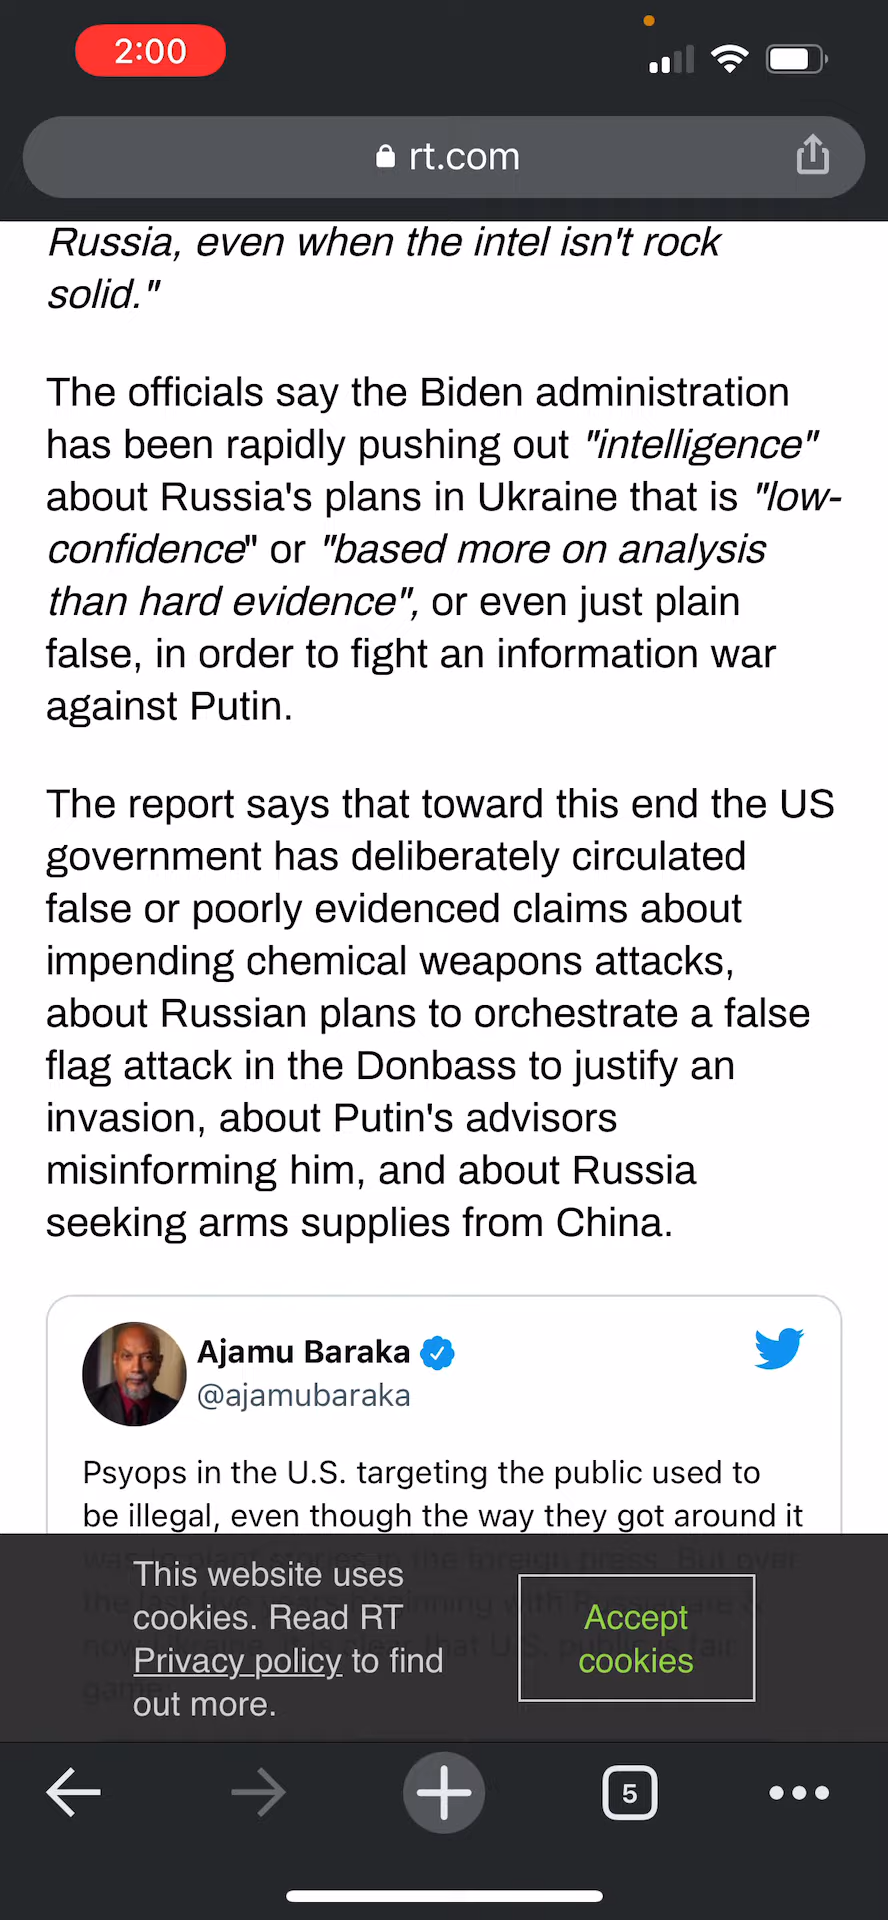 2:00
rt.com
Russia, even when the intel isn't rock
solid."
The officials say the Biden administration
has been rapidly pushing out "intelligence"
about Russia's plans in Ukraine that is "low-
confidence" or "based more on analysis
than hard evidence", or even just plain
false, in order to fight an information war
against Putin.
The report says that toward this end the US
government has deliberately circulated
false or poorly evidenced claims about
impending chemical weapons attacks,
about Russian plans to orchestrate a false
flag attack in the Donbass to justify an
invasion, about Putin's advisors
misinforming him, and about Russia
seeking arms supplies from China.
Ajamu Baraka
@ajamubaraka
Psyops in the U.S. targeting the public used to
be illegal, even though the way they got around it
This website uses
cookies. Read RT
Privacy policy to find
out more.
Accept
cookies
5